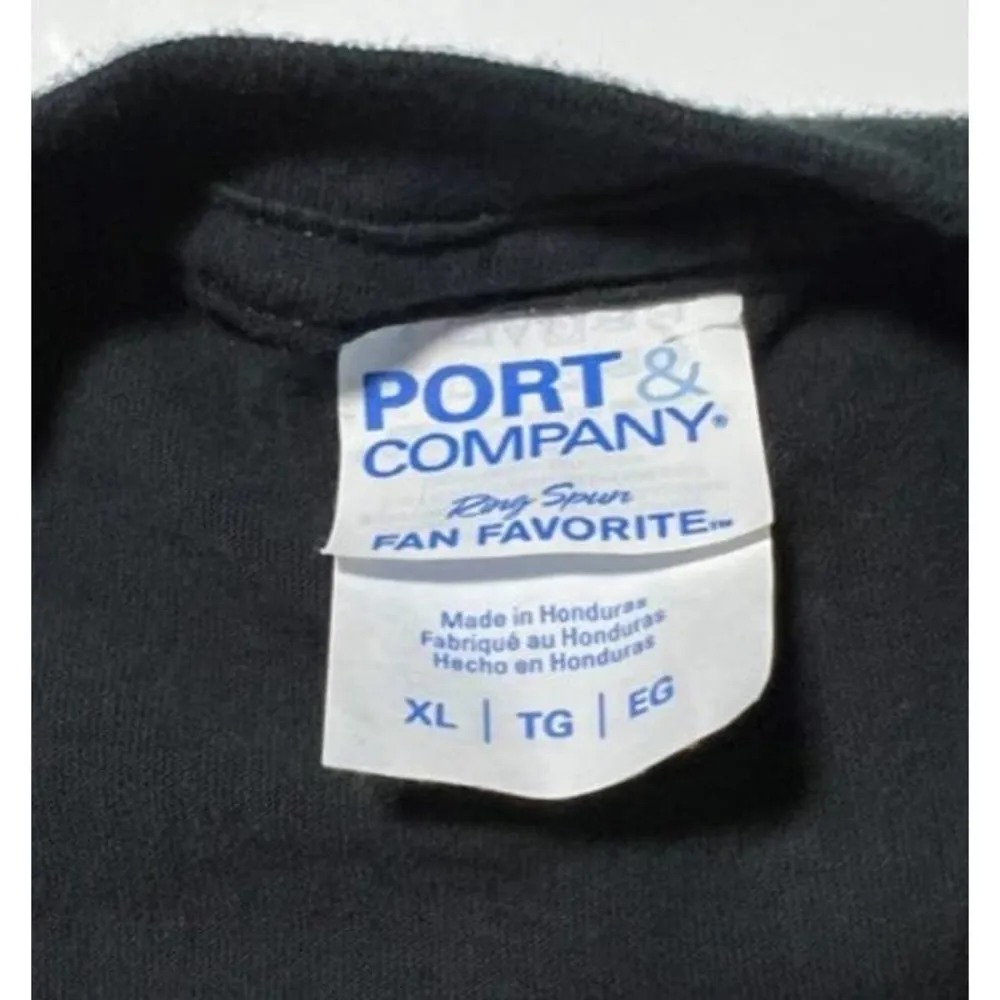 PORT &
COMPANY®
Ring Spun
FAN FAVORITE™
Made in Honduras
Fabriqué au Honduras
Hecho en Honduras
XL | TG | EG